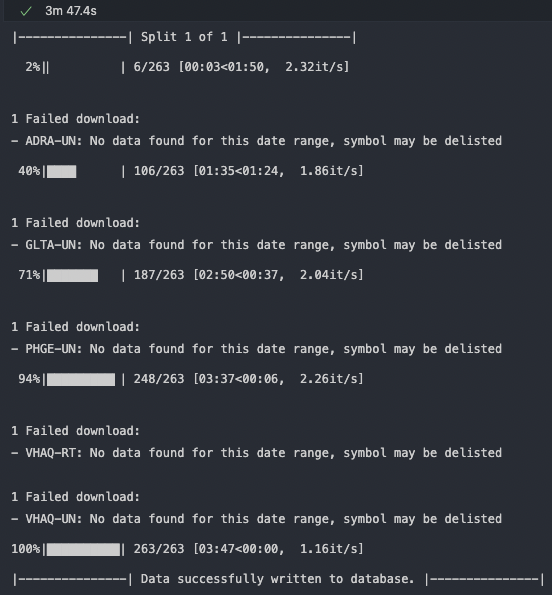 ✓ 3m 47.4s
|---------------| Split 1 of 1 |---------------|
2%|| | 6/263 [00:03<01:50, 2.32it/s]
1 Failed download:
- ADRA-UN: No data found for this date range, symbol may be delisted
40%|████ | 106/263 [01:35<01:24, 1.86it/s]
1 Failed download:
- GLTA-UN: No data found for this date range, symbol may be delisted
71%|███████ | 187/263 [02:50<00:37, 2.04it/s]
1 Failed download:
- PHGE-UN: No data found for this date range, symbol may be delisted
94%|█████████ | 248/263 [03:37<00:06, 2.26it/s]
1 Failed download:
- VHAQ-RT: No data found for this date range, symbol may be delisted
1 Failed download:
- VHAQ-UN: No data found for this date range, symbol may be delisted
100%|██████████| 263/263 [03:47<00:00, 1.16it/s]
|---------------| Data successfully written to database. |---------------|